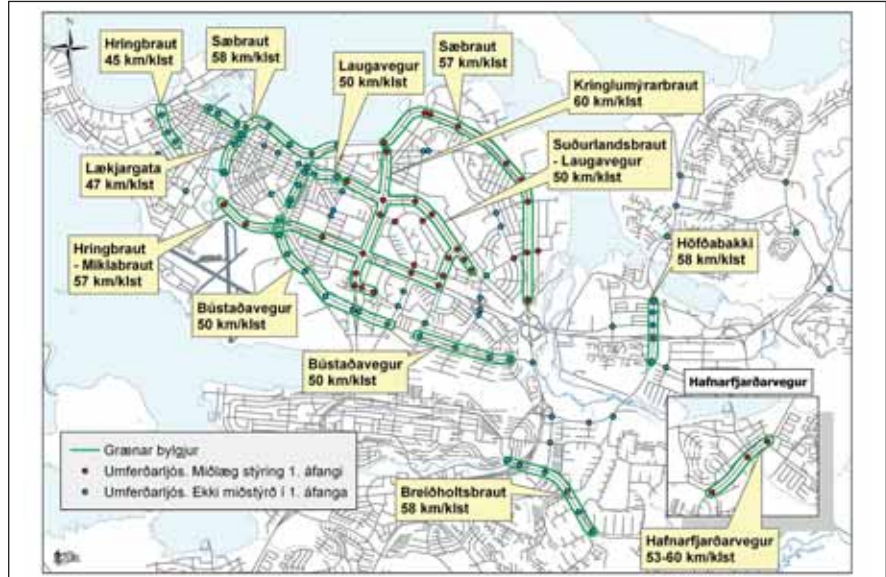 N
Hringbraut
45 km/klst
Sæbraut
58 km/klst
Laugavegur
50 km/klst
Sæbraut
57 km/klst
Kringlumýrarbraut
60 km/klst
Suðurlandsbraut
- Laugavegur
50 km/klst
Lækjargata
47 km/klst
Hringbraut
- Miklabraut
57 km/klst
Höfðabakki
58 km/klst
Bústaðavegur
50 km/klst
Bústaðavegur
50 km/klst
Hafnarfjarðarvegur
Grænar bylgjur
Umferðarljós. Miðlæg stýring 1. áfangi
Umferðarljós. Ekki miðstýrð í 1. áfanga
Breiðholtsbraut
58 km/klst
Hafnarfjarðarvegur
53-60 km/klst